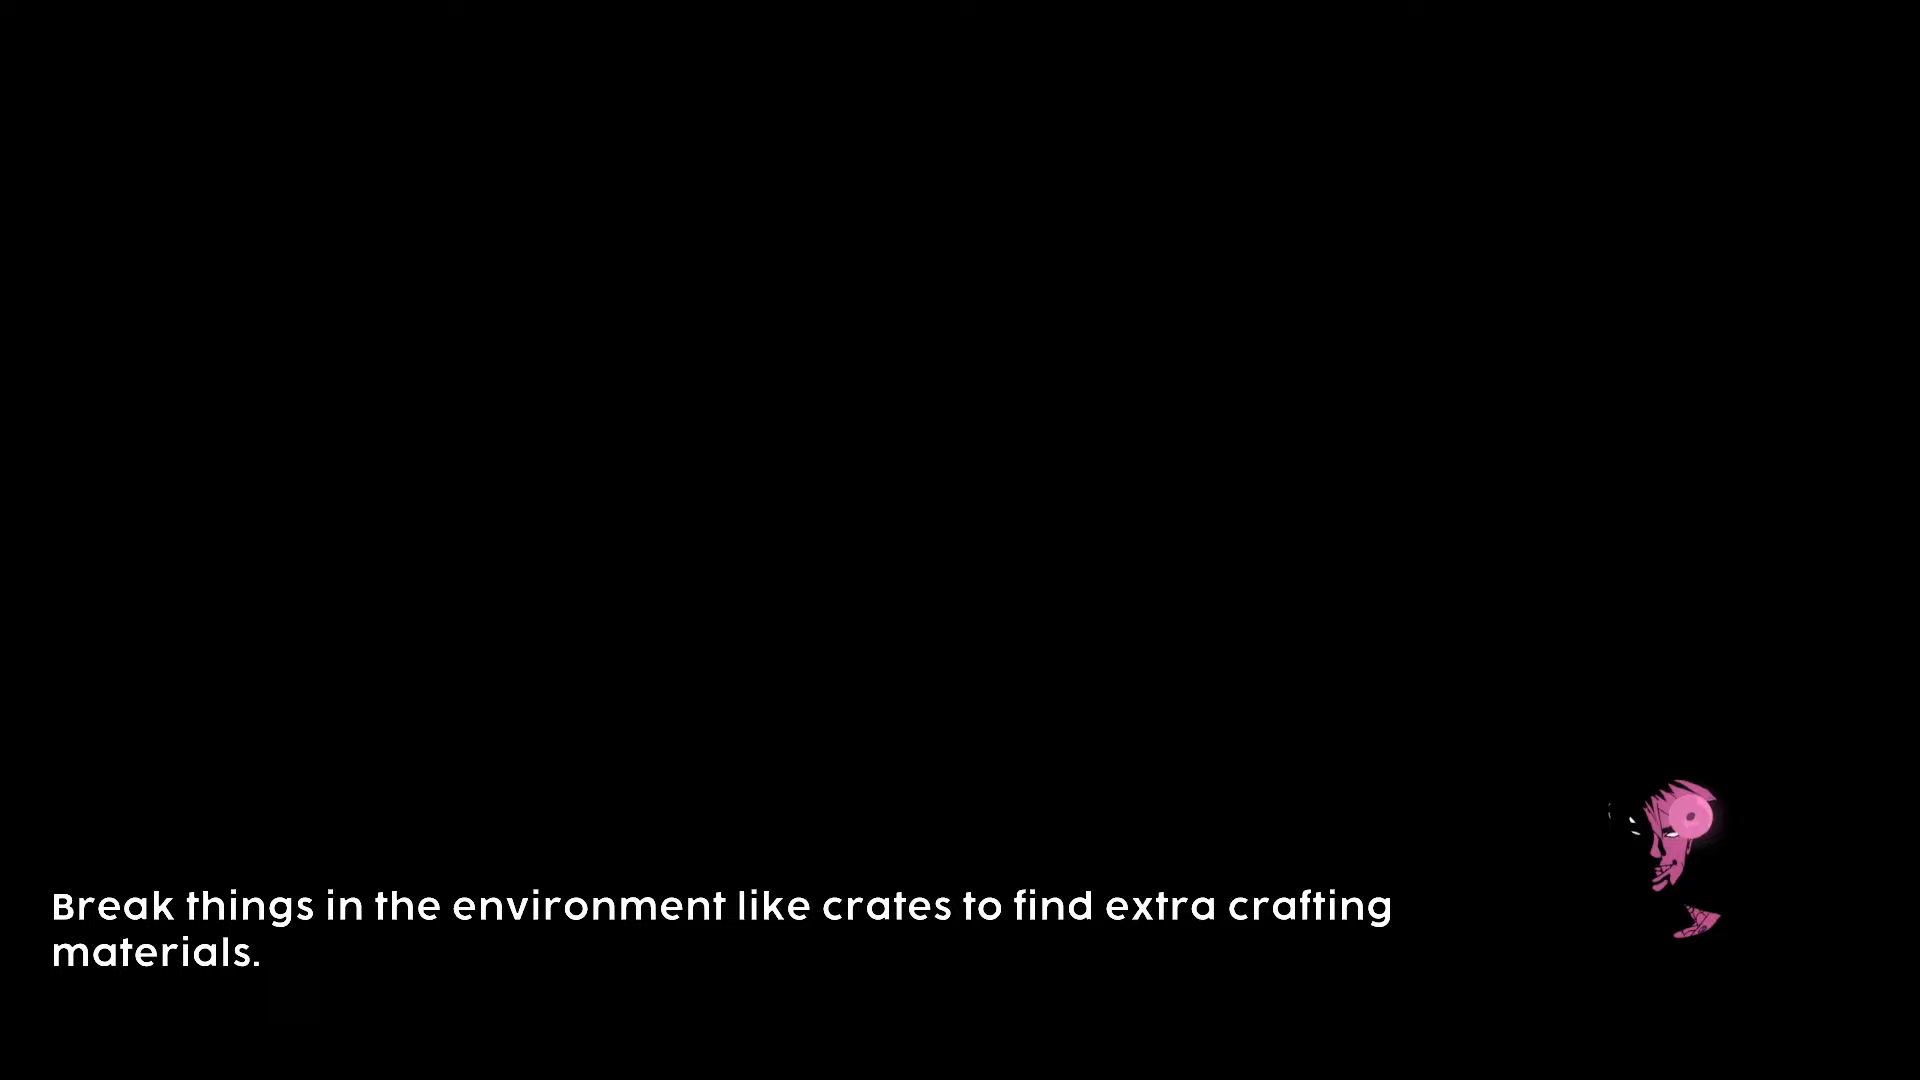 Break things in the environment like crates to find extra crafting
materials.